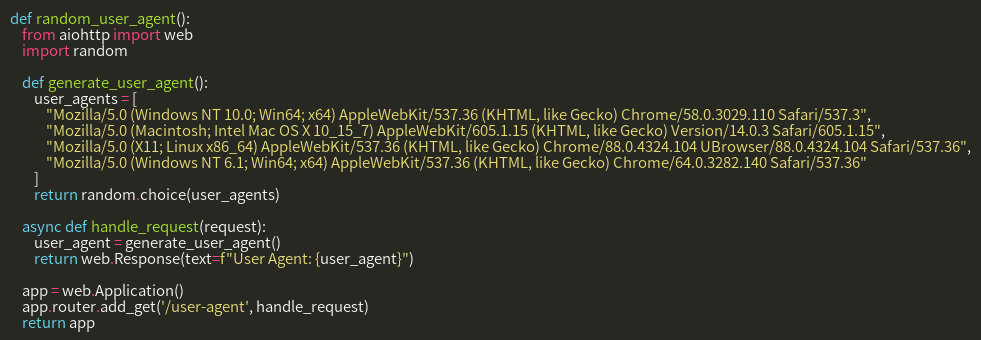 def random_user_agent():
    from aiohttp import web
    import random

    def generate_user_agent():
        user_agents = [
            "Mozilla/5.0 (Windows NT 10.0; Win64; x64) AppleWebKit/537.36 (KHTML, like Gecko) Chrome/58.0.3029.110 Safari/537.3",
            "Mozilla/5.0 (Macintosh; Intel Mac OS X 10_15_7) AppleWebKit/605.1.15 (KHTML, like Gecko) Version/14.0.3 Safari/605.1.15",
            "Mozilla/5.0 (X11; Linux x86_64) AppleWebKit/537.36 (KHTML, like Gecko) Chrome/88.0.4324.104 UBrowser/88.0.4324.104 Safari/537.36",
            "Mozilla/5.0 (Windows NT 6.1; Win64; x64) AppleWebKit/537.36 (KHTML, like Gecko) Chrome/64.0.3282.140 Safari/537.36"
        ]
        return random.choice(user_agents)

    async def handle_request(request):
        user_agent = generate_user_agent()
        return web.Response(text=f"User Agent: {user_agent}")

    app = web.Application()
    app.router.add_get('/user-agent', handle_request)
    return app